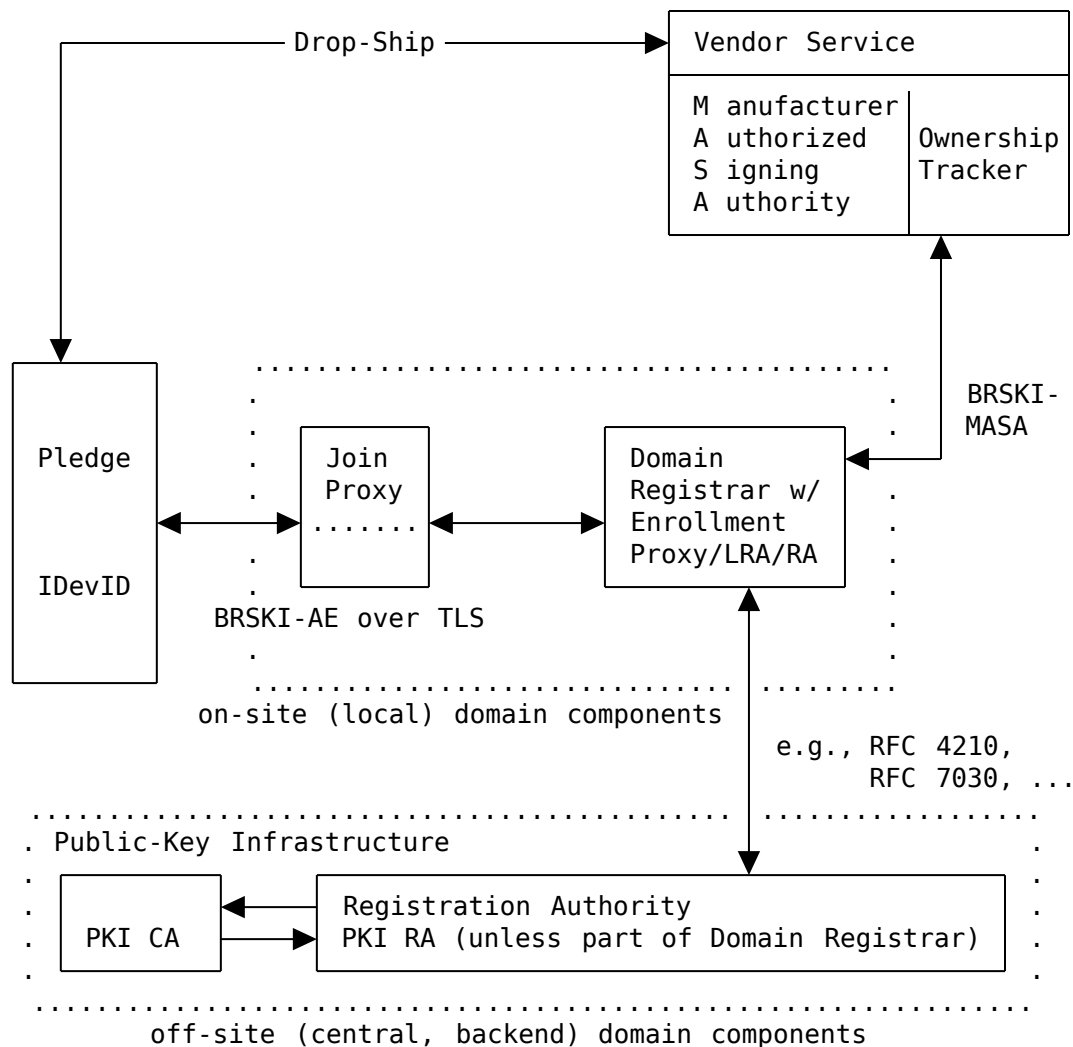 Drop-Ship
Vendor Service
M anufacturer
A uthorized
S igning
A uthority
Ownership
Tracker
BRSKI-
MASA
Pledge
IDevID
Join
Proxy
.......
Domain
Registrar w/
Enrollment
Proxy/LRA/RA
BRSKI-AE over TLS
on-site (local) domain components
e.g., RFC 4210,
RFC 7030, ...
Public-Key Infrastructure
PKI CA
Registration Authority
PKI RA (unless part of Domain Registrar)
off-site (central, backend) domain components